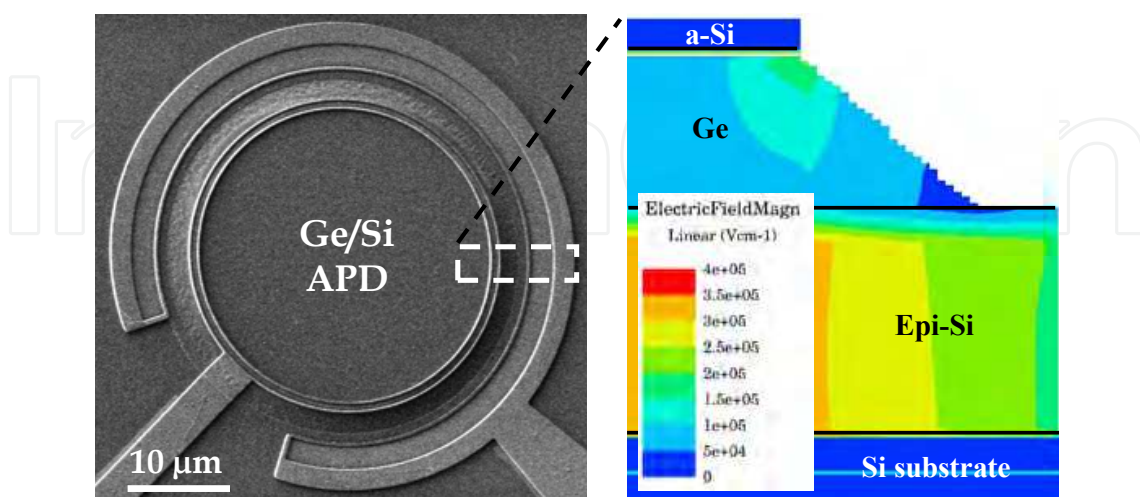 Ge/Si
APD
10 μm
a-Si
Ge
ElectricFieldMagn
Linear (Vcm-1)
4e+05
3.5e+05
3e+05
2.5e+05
2e+05
1.5e+05
1e+05
5e+04
0
Epi-Si
Si substrate